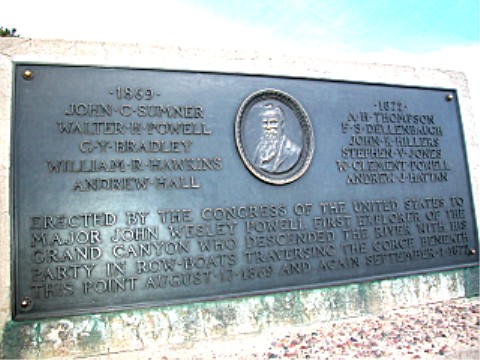 ·1869·
JOHN·C·SUMNER
WALTER·H·POWELL
G·Y·BRADLEY
WILLIAM·R·HAWKINS
ANDREW·HALL
·1872·
A·H·THOMPSON
F·S·DELLENBAUGH
JOHN·K·HILLERS
STEPHEN·V·JONES
W·CLEMENT·POWELL
ANDREW·J·HATTAN
ERECTED BY THE CONGRESS OF THE UNITED STATES TO
MAJOR JOHN WESLEY POWELL FIRST EXPLORER OF THE
GRAND CANYON WHO DESCENDED THE RIVER WITH HIS
PARTY IN ROW-BOATS TRAVERSING THE GORGE BENEATH
THIS POINT AUGUST·17·1869 AND AGAIN SEPTEMBER·1·1872